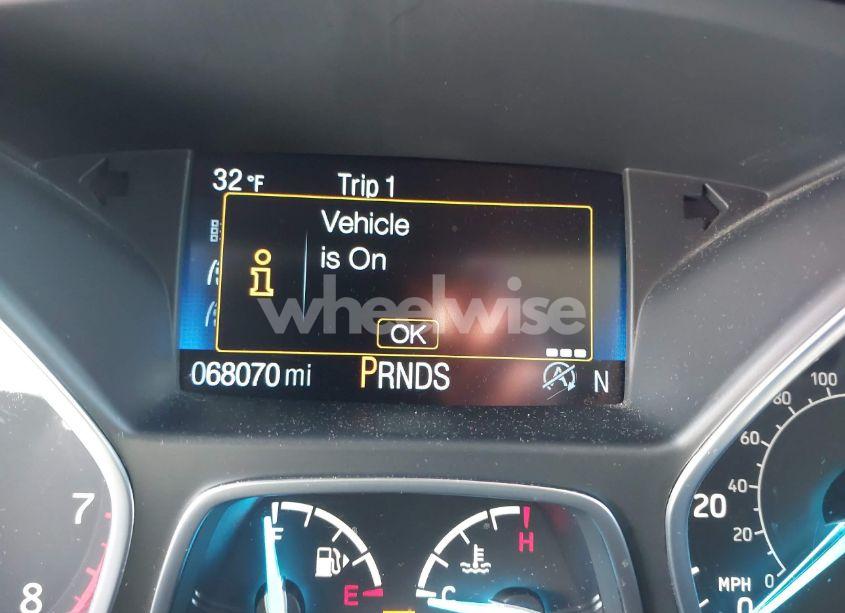 32 °F Trip 1
Vehicle
is On
wheelwise
OK
068070 mi PRNDS A N
7
8
F
E
H
C
100
80
60
40
20
0
20
0
MPH